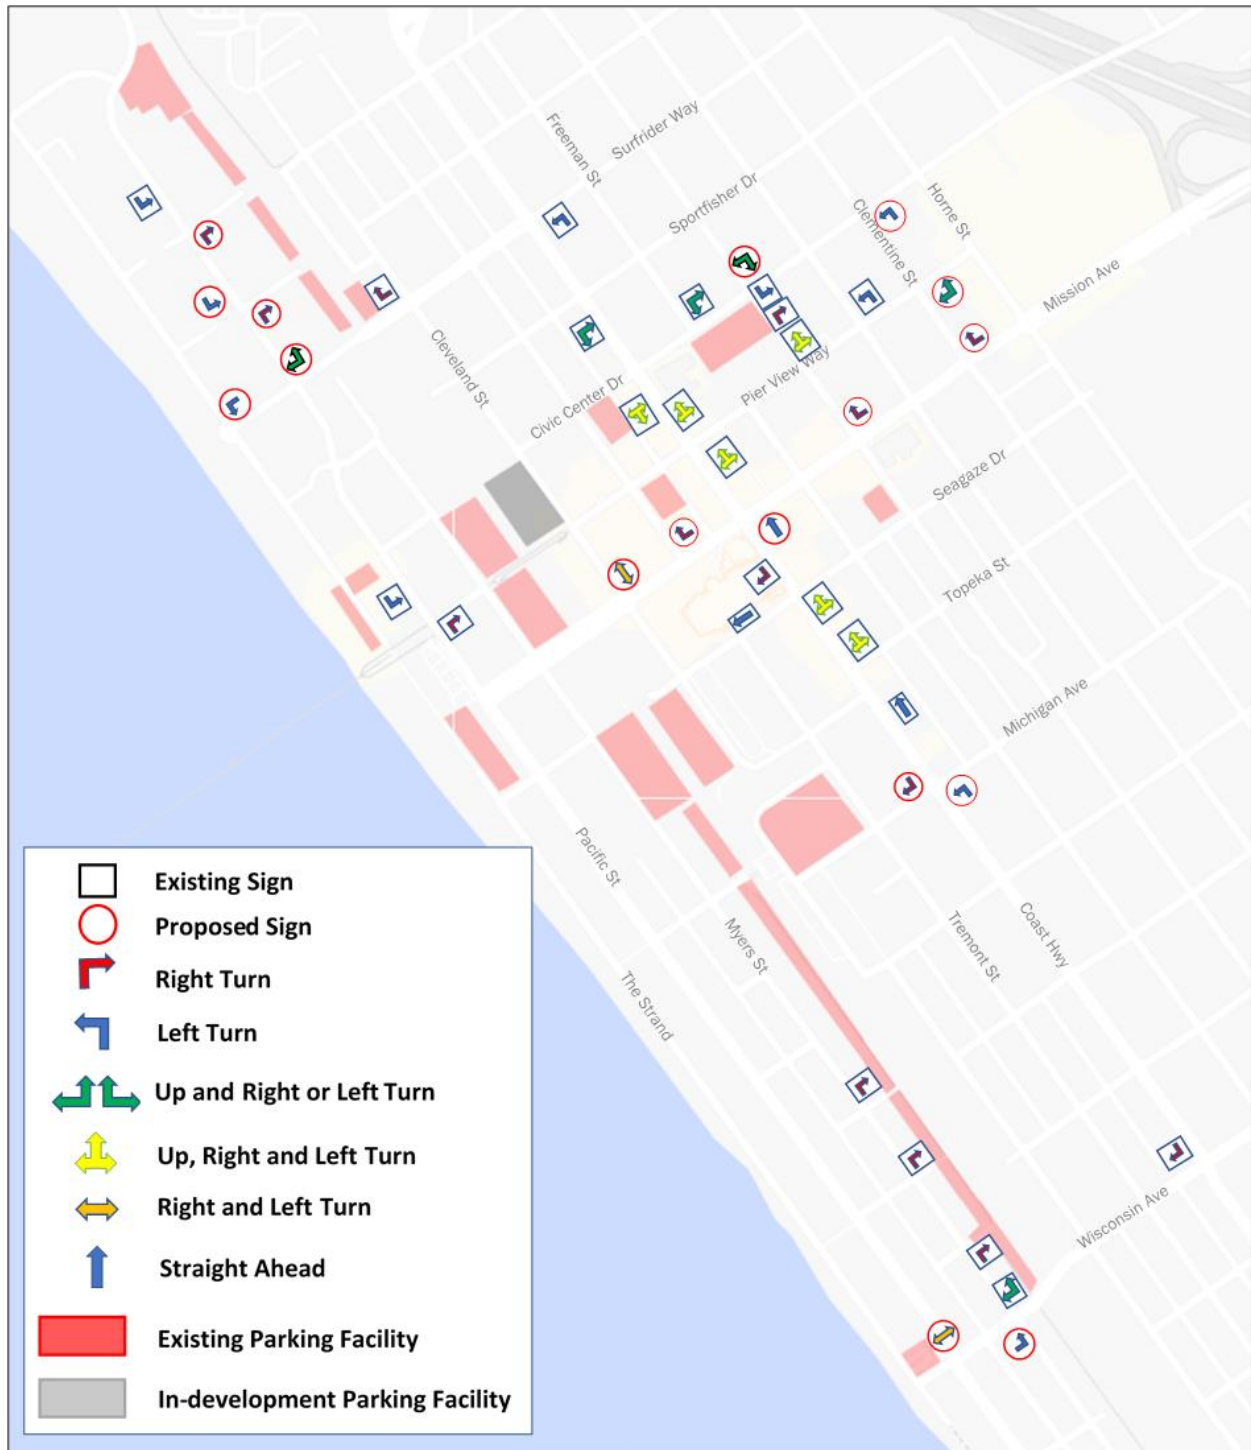 Freeman St
Surfrider Way
Sportfisher Dr
Clementine St
Horne St
Mission Ave
Cleveland St
Civic Center Dr
Pier View Way
Seagaze Dr
Topeka St
Michigan Ave
Pacific St
Myers St
The Strand
Tremont St
Coast Hwy
Wisconsin Ave
Existing Sign
Proposed Sign
Right Turn
Left Turn
Up and Right or Left Turn
Up, Right and Left Turn
Right and Left Turn
Straight Ahead
Existing Parking Facility
In-development Parking Facility